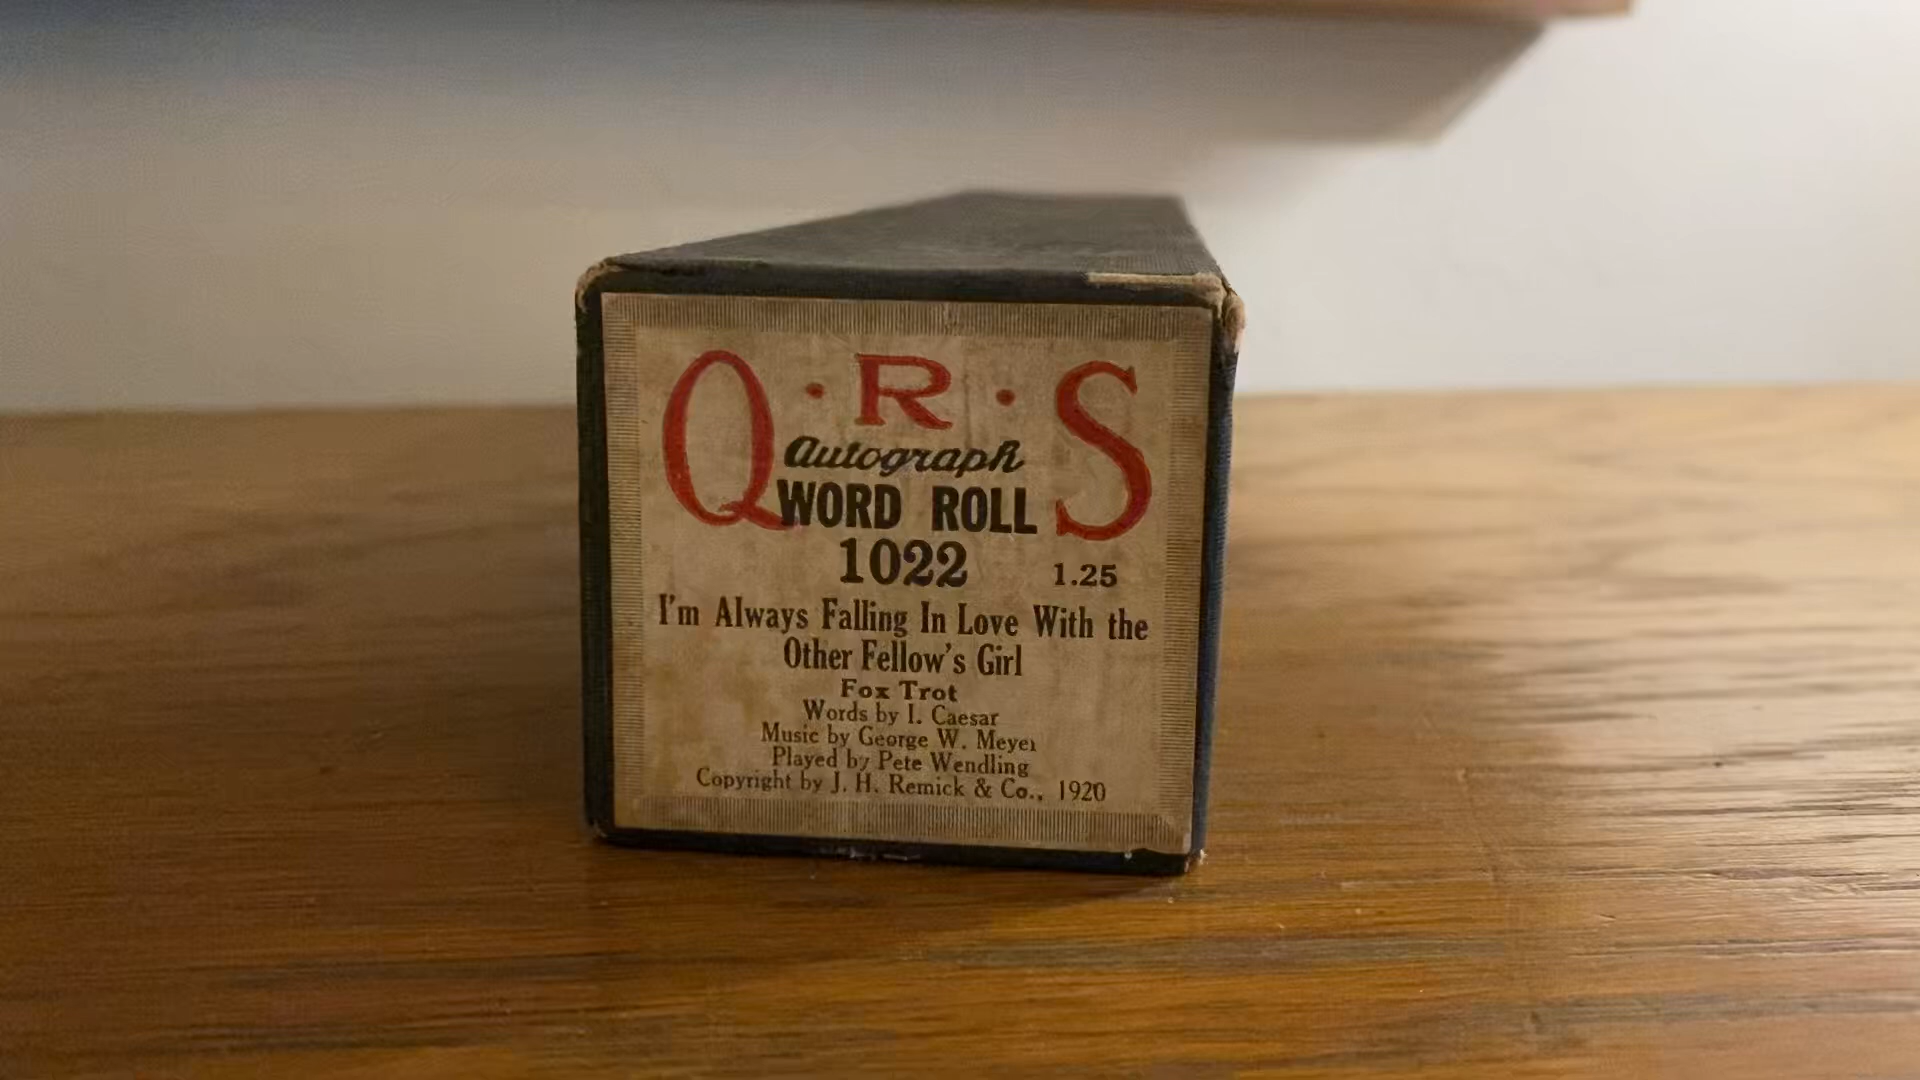 Q·R·S
Autograph
WORD ROLL
1022 1.25
I'm Always Falling In Love With the
Other Fellow's Girl
Fox Trot
Words by I. Caesar
Music by George W. Meyer
Played by Pete Wendling
Copyright by J. H. Remick & Co., 1920